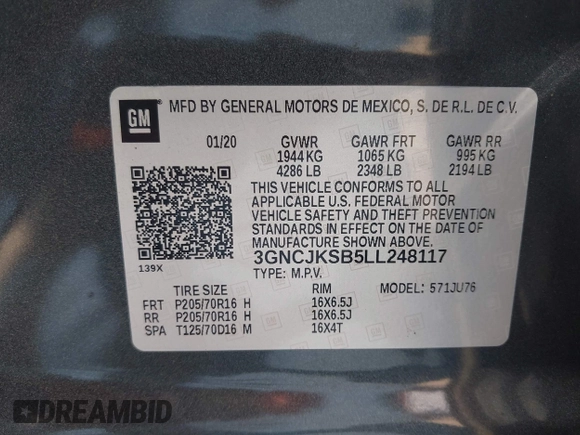 GM
MFD BY GENERAL MOTORS DE MEXICO, S. DE R.L. DE C.V.
01/20 GVWR GAWR FRT GAWR RR
1944 KG 1065 KG 995 KG
4286 LB 2348 LB 2194 LB
THIS VEHICLE CONFORMS TO ALL
APPLICABLE U.S. FEDERAL MOTOR
VEHICLE SAFETY AND THEFT PREVENTION
STANDARDS IN EFFECT ON THE DATE OF
MANUFACTURE SHOWN ABOVE.
139X 3GNCJKSB5LL248117
TYPE: M.P.V. MODEL: 571JU76
TIRE SIZE RIM
FRT P205/70R16 H 16X6.5J
RR P205/70R16 H 16X6.5J
SPA T125/70D16 M 16X4T
DREAMBID